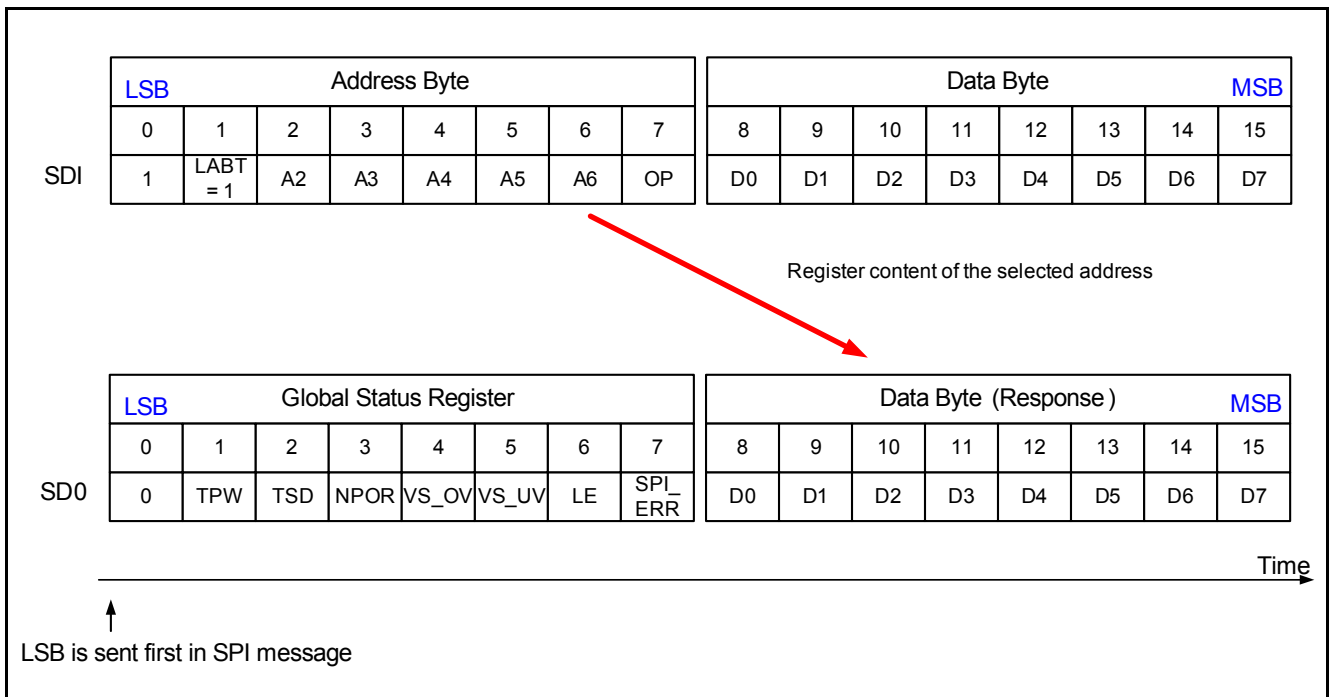 LSB Address Byte Data Byte MSB
0 1 2 3 4 5 6 7 8 9 10 11 12 13 14 15
SDI 1 LABT = 1 A2 A3 A4 A5 A6 OP D0 D1 D2 D3 D4 D5 D6 D7
Register content of the selected address
LSB Global Status Register Data Byte (Response) MSB
0 1 2 3 4 5 6 7 8 9 10 11 12 13 14 15
SD0 0 TPW TSD NPOR VS_OV VS_UV LE SPI_ERR D0 D1 D2 D3 D4 D5 D6 D7
Time
LSB is sent first in SPI message